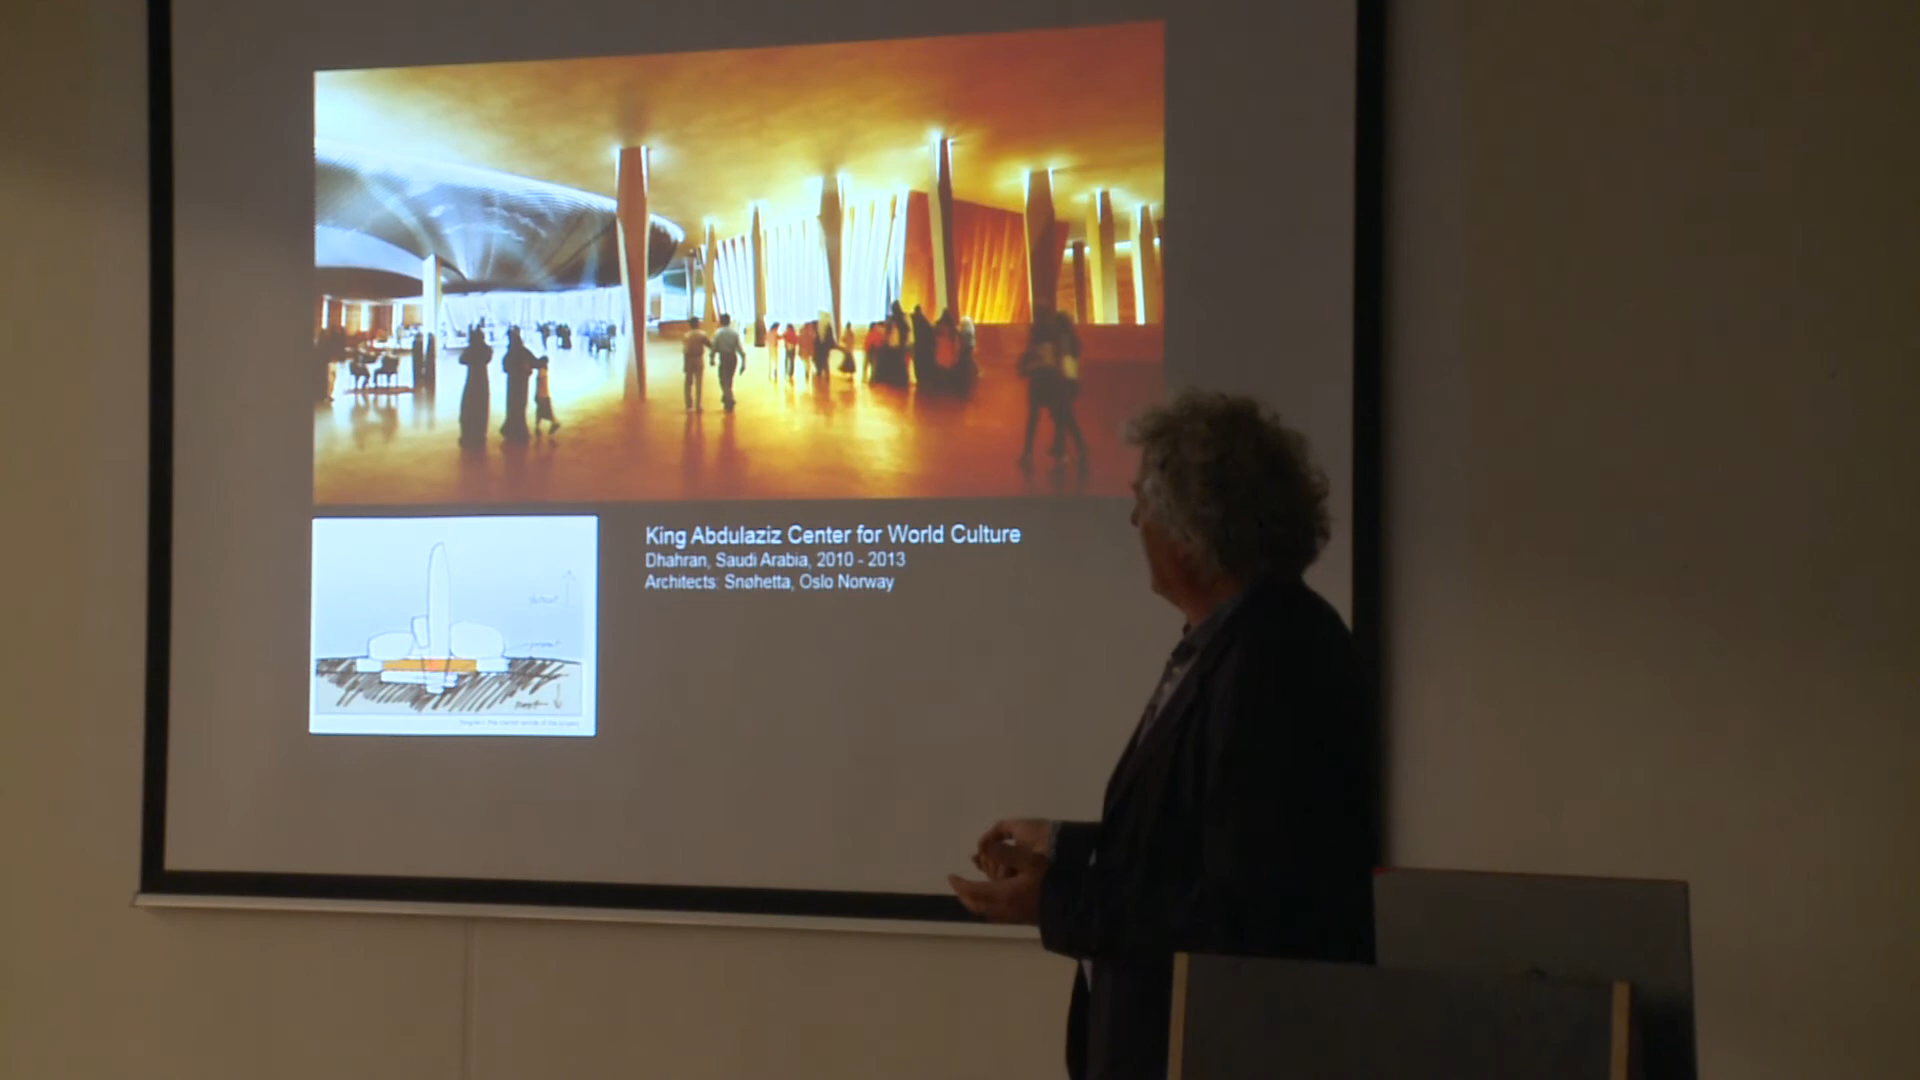 King Abdulaziz Center for World Culture
Dhahran, Saudi Arabia, 2010 - 2013
Architects: Snøhetta, Oslo Norway